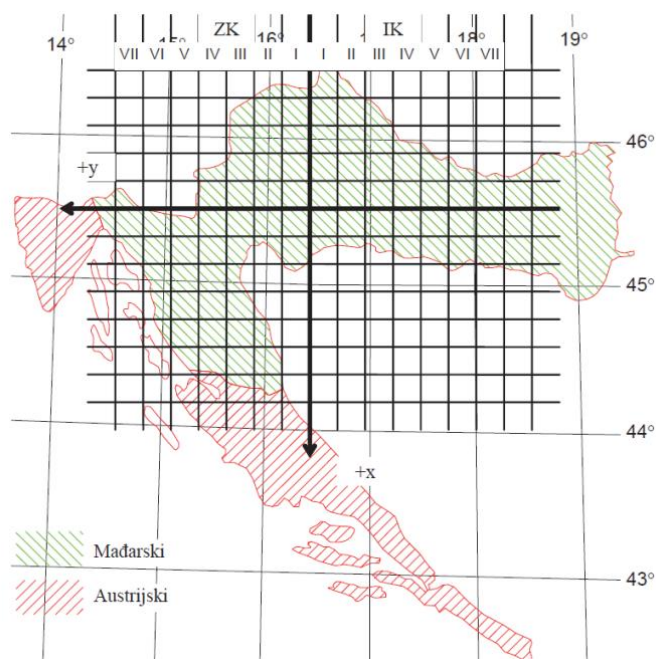 ZK IK
14° 16° 18° 19°
VII VI V IV III II I I II III IV V VI VII
46°
+y
45°
44°
+x
Mađarski
43°
Austrijski